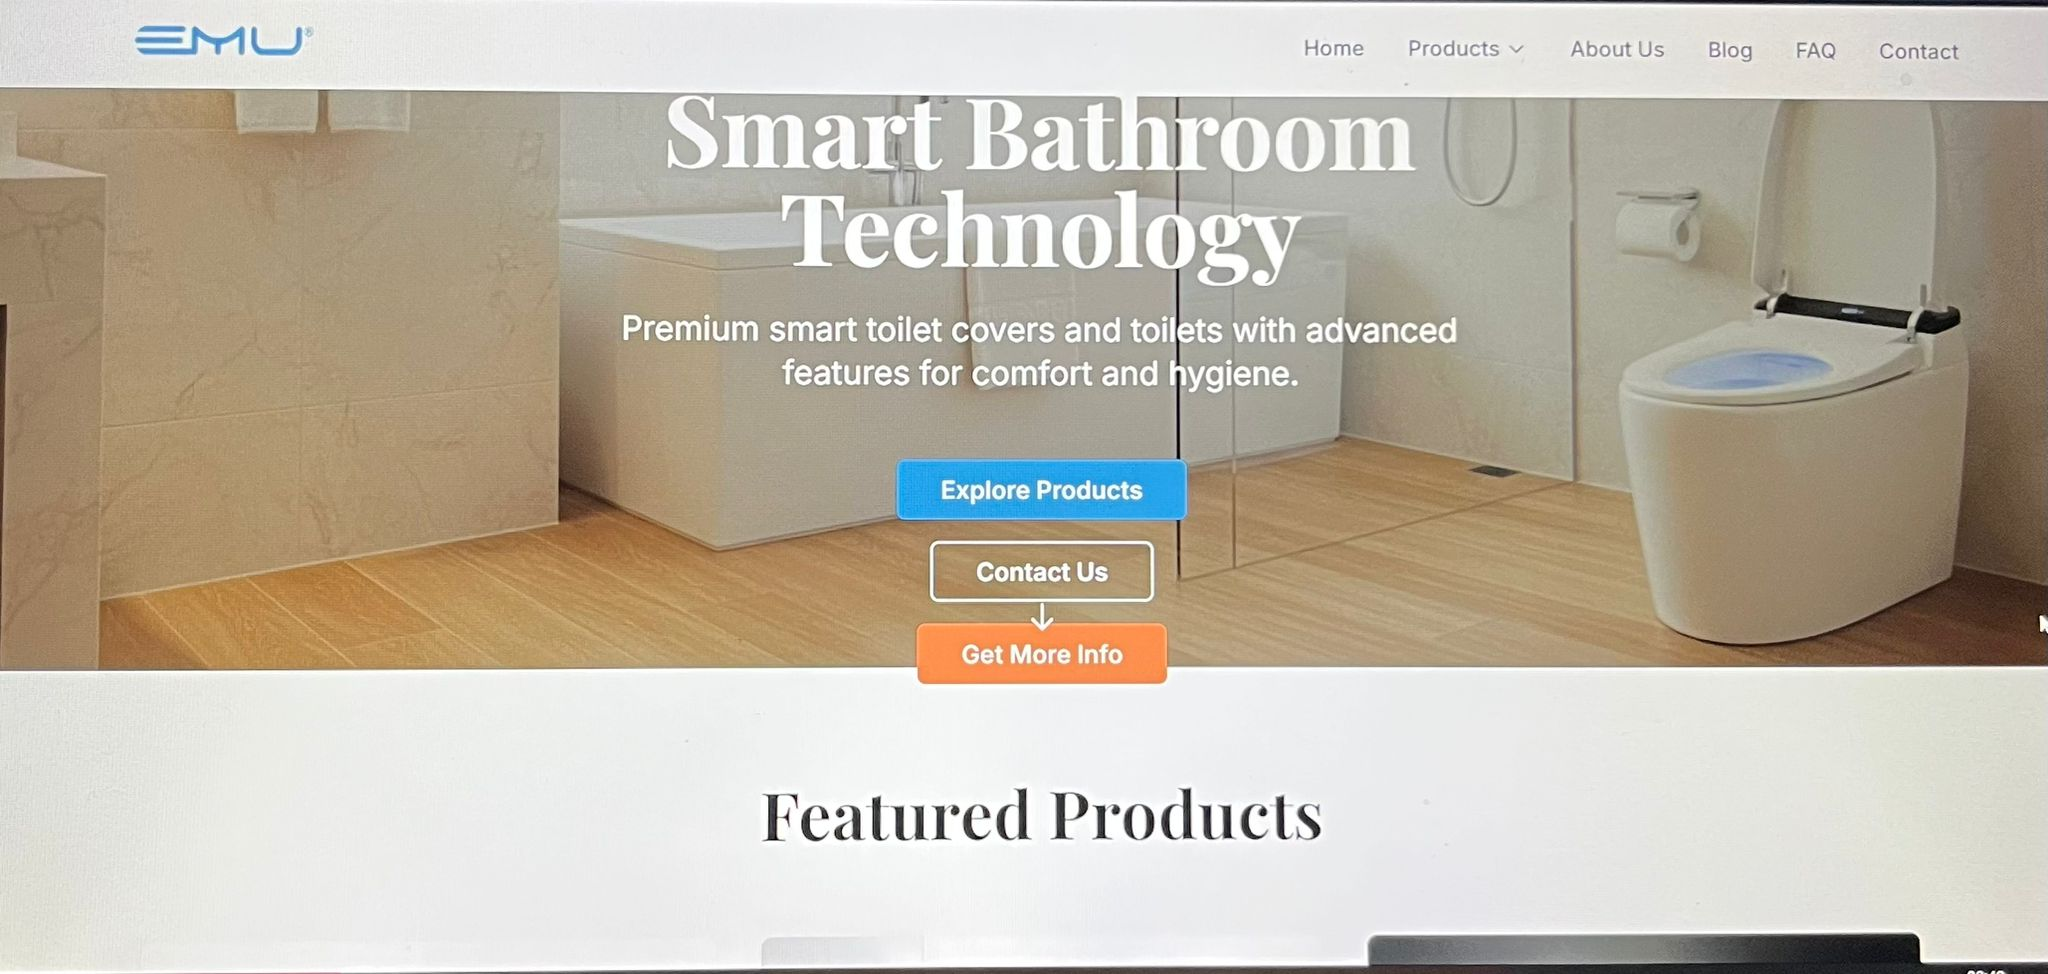 EMU®
Home Products About Us Blog FAQ Contact
Smart Bathroom
Technology
Premium smart toilet covers and toilets with advanced
features for comfort and hygiene.
Explore Products
Contact Us
Get More Info
Featured Products